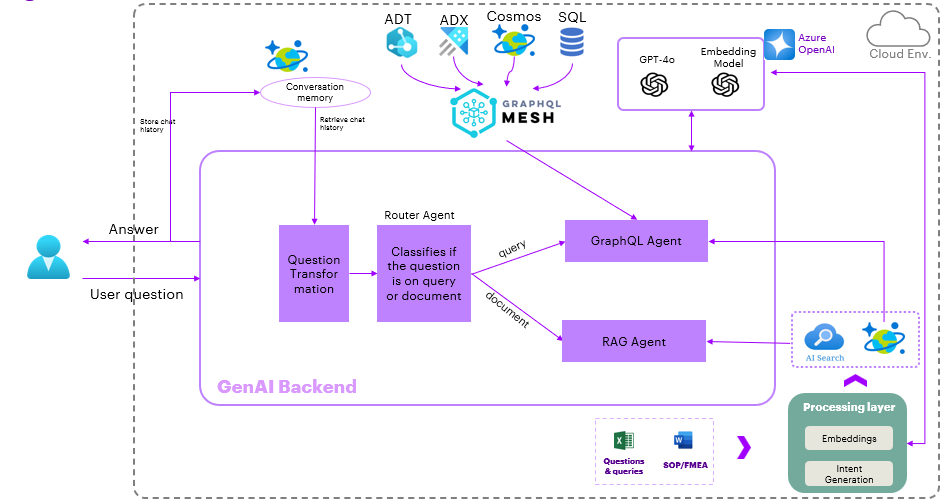 ADT
ADX
Cosmos
SQL
Azure
OpenAI
Cloud Env.
GPT-4o
Embedding
Model
Conversation
memory
GRAPHQL
MESH
Store chat
history
Retrieve chat
history
Router Agent
Answer
User question
Question
Transfor
mation
Classifies if
the question
is on query
or document
query
document
GraphQL Agent
RAG Agent
GenAI Backend
AI Search
Processing layer
Embeddings
Intent
Generation
Questions
& queries
SOP/FMEA